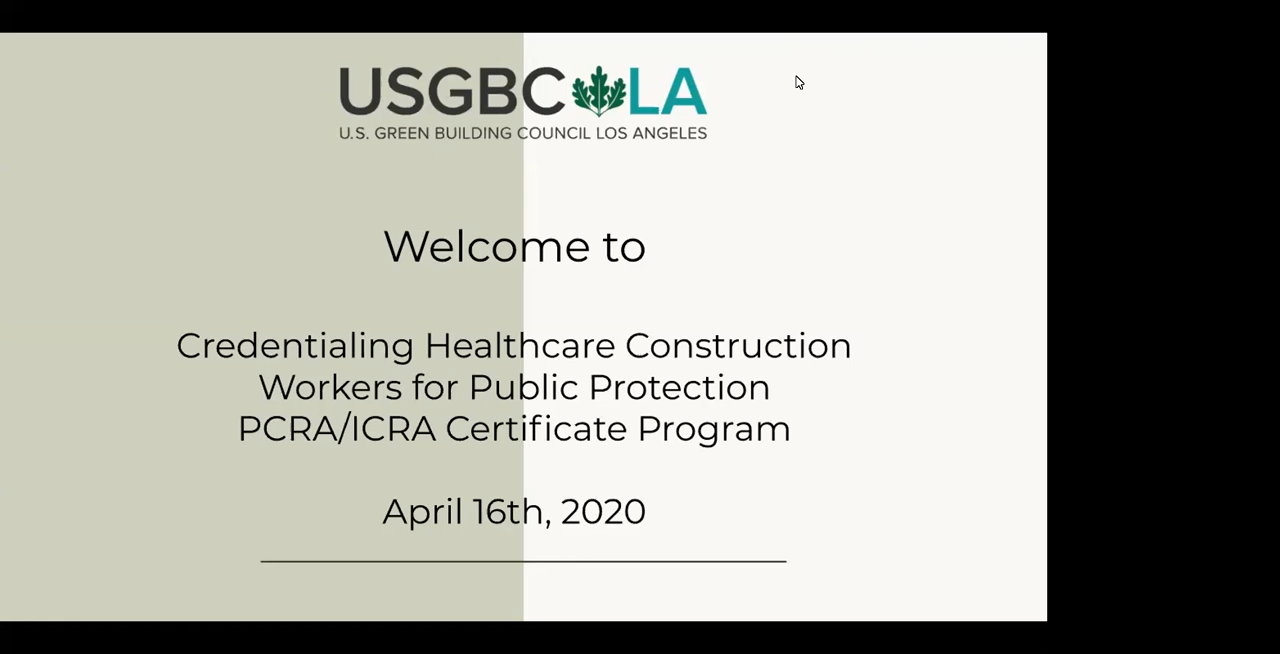 USGBC LA
U.S. GREEN BUILDING COUNCIL LOS ANGELES
Welcome to
Credentialing Healthcare Construction
Workers for Public Protection
PCRA/ICRA Certificate Program
April 16th, 2020